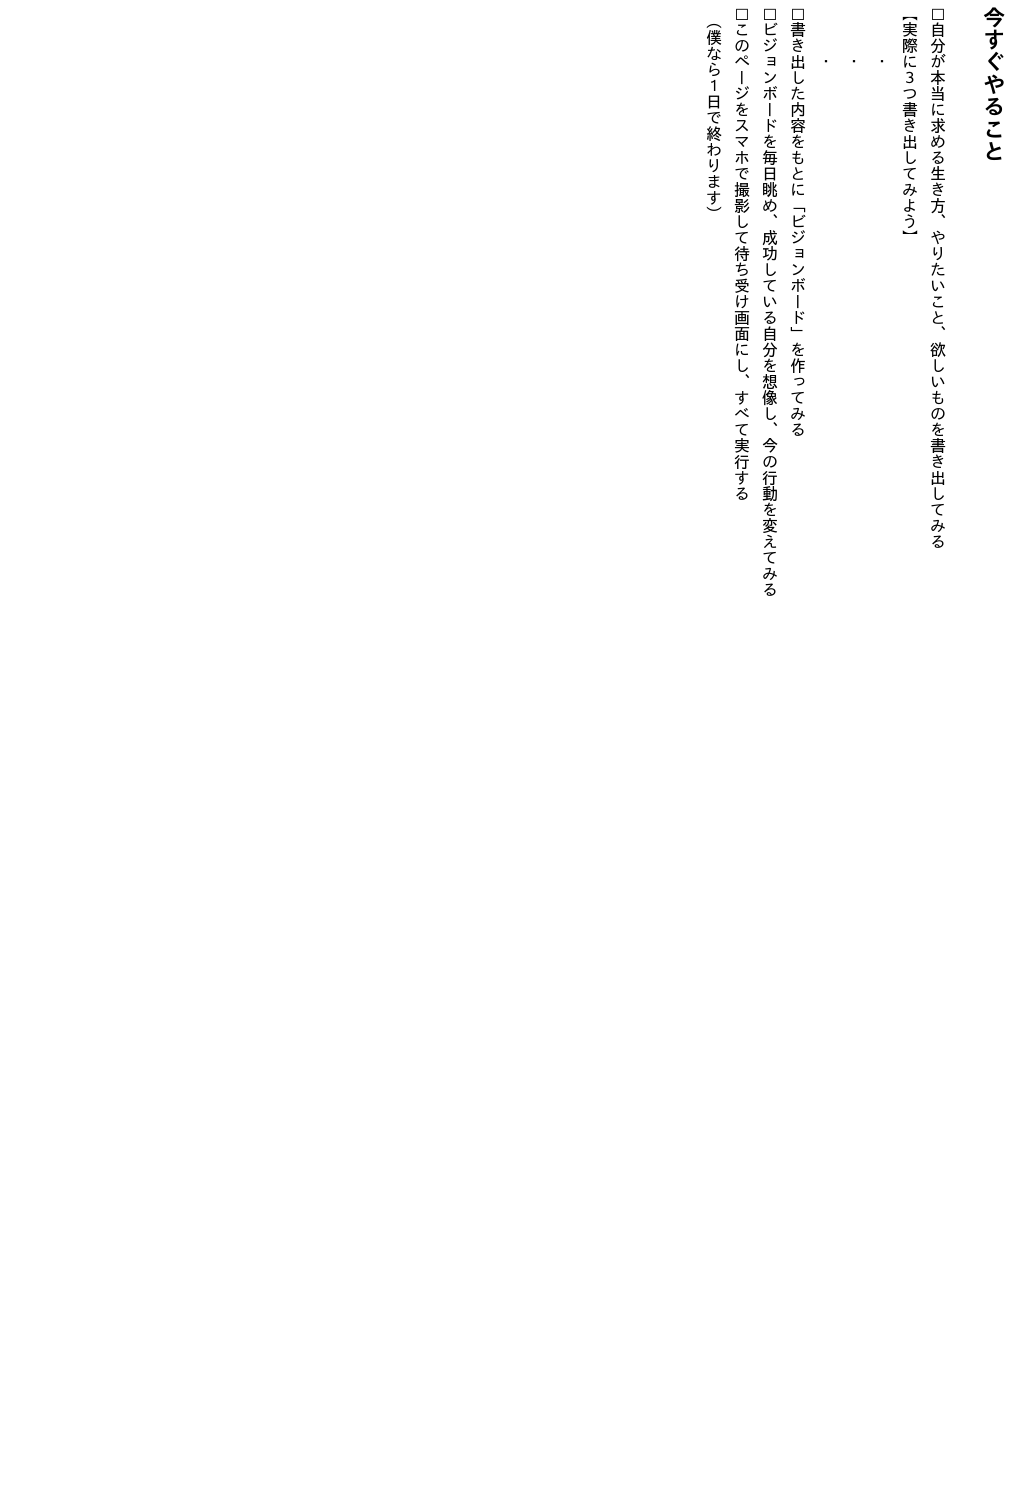 今すぐやること
□自分が本当に求める生き方、やりたいこと、欲しいものを書き出してみる
【実際に３つ書き出してみよう】
・
・
・
□書き出した内容をもとに「ビジョンボード」を作ってみる
□ビジョンボードを毎日眺め、成功している自分を想像し、今の行動を変えてみる
□このページをスマホで撮影して待ち受け画面にし、すべて実行する
（僕なら１日で終わります）